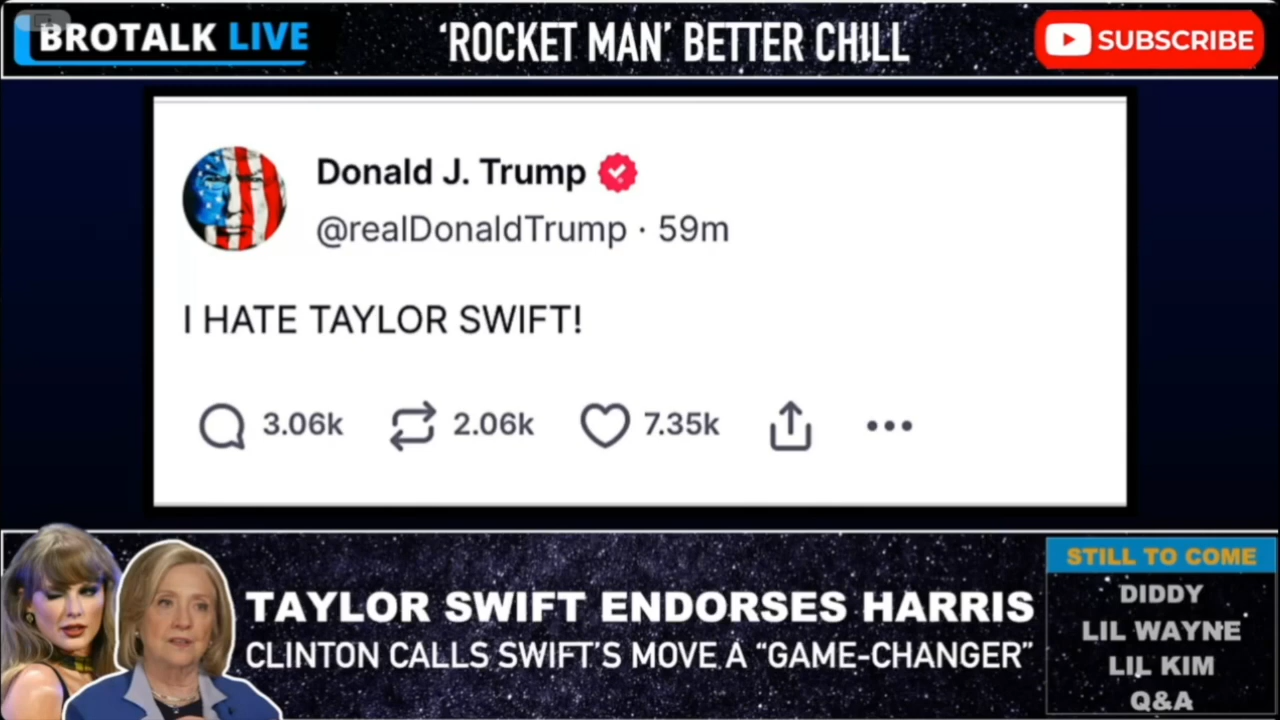 BROTALK LIVE
'ROCKET MAN' BETTER CHILL
SUBSCRIBE
Donald J. Trump
@realDonaldTrump · 59m
I HATE TAYLOR SWIFT!
3.06k 2.06k 7.35k
TAYLOR SWIFT ENDORSES HARRIS
CLINTON CALLS SWIFT'S MOVE A “GAME-CHANGER”
STILL TO COME
DIDDY
LIL WAYNE
LIL KIM
Q&A